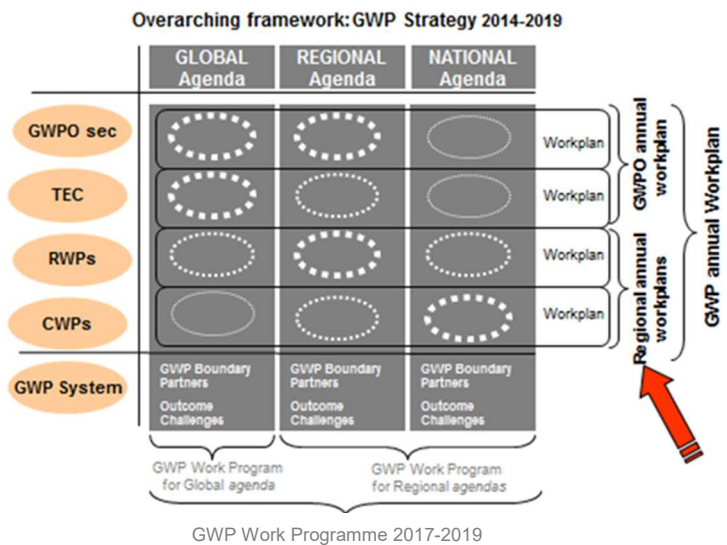 Overarching framework: GWP Strategy 2014-2019
GLOBAL
Agenda
REGIONAL
Agenda
NATIONAL
Agenda
GWPO sec
Workplan
TEC
Workplan
RWPs
Workplan
CWPs
Workplan
GWPO annual
workplan
Regional annual
workplans
GWP annual Workplan
GWP System
GWP Boundary
Partners
Outcome
Challenges
GWP Boundary
Partners
Outcome
Challenges
GWP Boundary
Partners
Outcome
Challenges
GWP Work Program
for Global agenda
GWP Work Program
for Regional agendas
GWP Work Programme 2017-2019